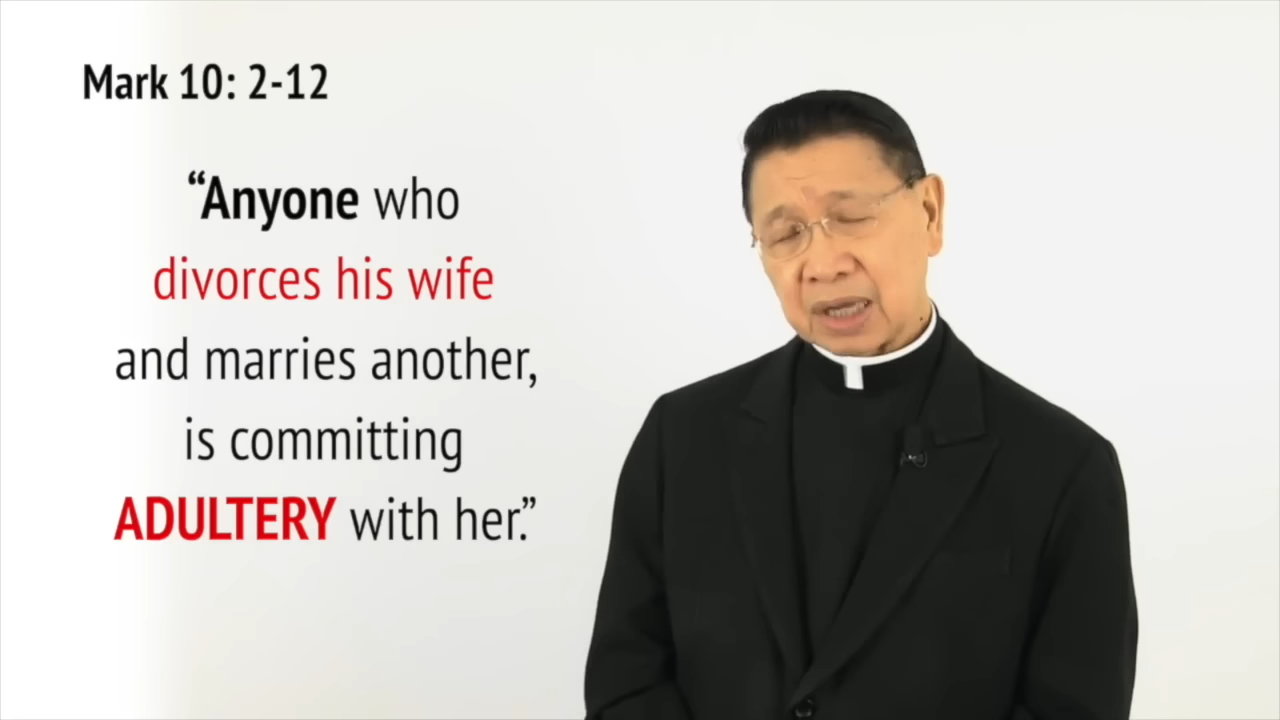 Mark 10: 2-12
“Anyone who
divorces his wife
and marries another,
is committing
ADULTERY with her.”